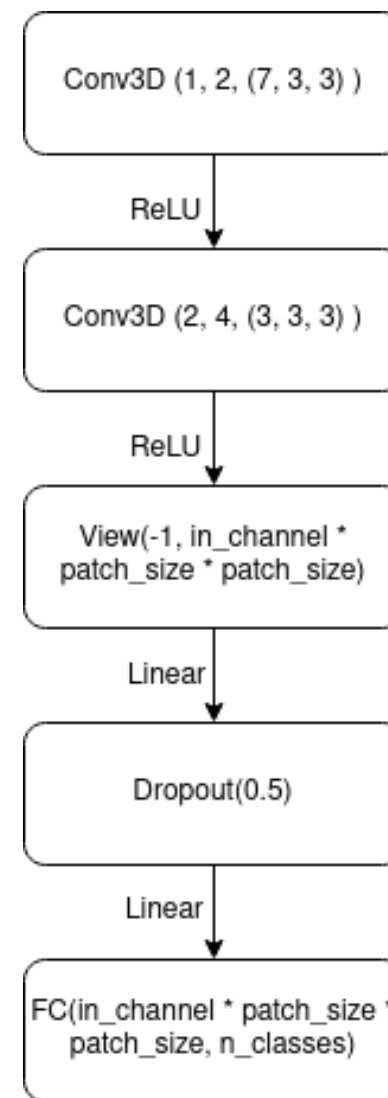 Conv3D (1, 2, (7, 3, 3) )
ReLU
Conv3D (2, 4, (3, 3, 3) )
ReLU
View(-1, in_channel *
patch_size * patch_size)
Linear
Dropout(0.5)
Linear
FC(in_channel * patch_size *
patch_size, n_classes)